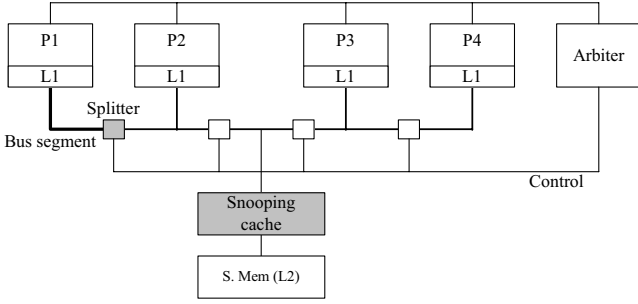 P1
P2
P3
P4
Arbiter
L1
L1
L1
L1
Splitter
Bus segment
Control
Snooping
cache
S. Mem (L2)